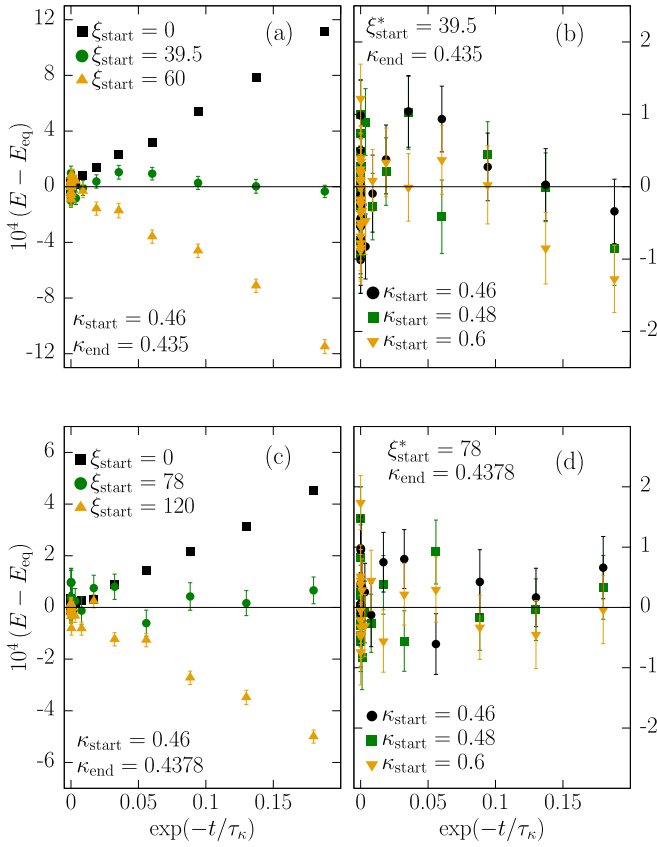 12
8
4
0
-4
-8
-12
10⁴ (E − E_eq)
ξ_start = 0
ξ_start = 39.5
ξ_start = 60
(a)
κ_start = 0.46
κ_end = 0.435
ξ*_start = 39.5
κ_end = 0.435
(b)
κ_start = 0.46
κ_start = 0.48
κ_start = 0.6
2
1
0
-1
-2
6
4
2
0
-2
-4
-6
10⁴ (E − E_eq)
ξ_start = 0
ξ_start = 78
ξ_start = 120
(c)
κ_start = 0.46
κ_end = 0.4378
0 0.05 0.1 0.15
exp(−t/τ_κ)
ξ*_start = 78
κ_end = 0.4378
(d)
κ_start = 0.46
κ_start = 0.48
κ_start = 0.6
2
1
0
-1
-2
0 0.05 0.1 0.15 0.2
exp(−t/τ_κ)